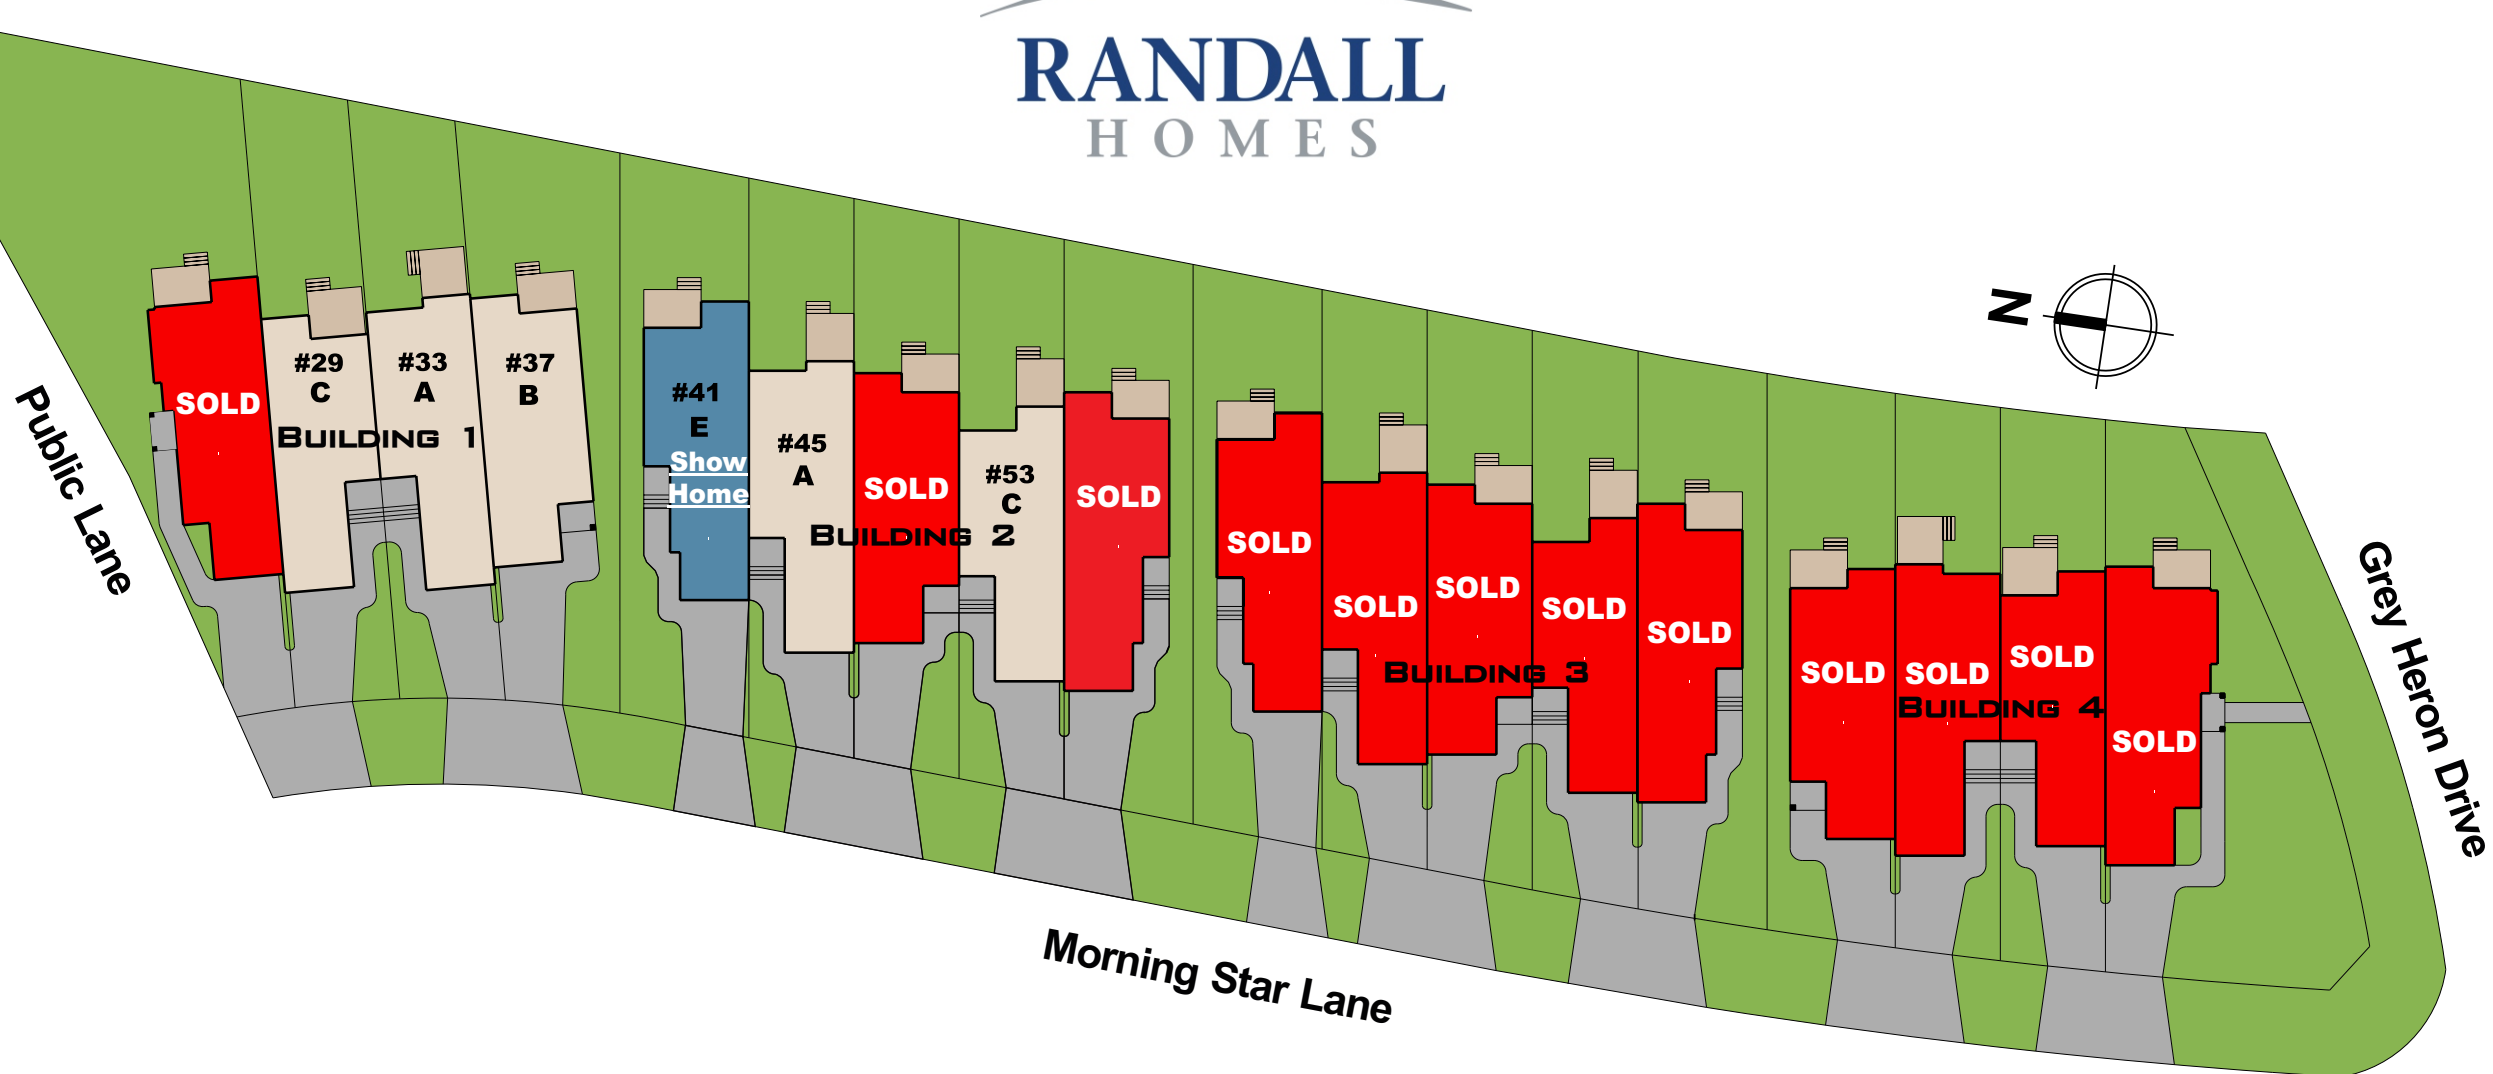 RANDALL
HOMES
N
Public Lane
SOLD
#29
C
#33
A
#37
B
BUILDING 1
#41
E
Show
Home
#45
A
SOLD
#53
C
SOLD
BUILDING 2
SOLD
SOLD
SOLD
SOLD
SOLD
BUILDING 3
SOLD
SOLD
SOLD
SOLD
BUILDING 4
Grey Heron Drive
Morning Star Lane